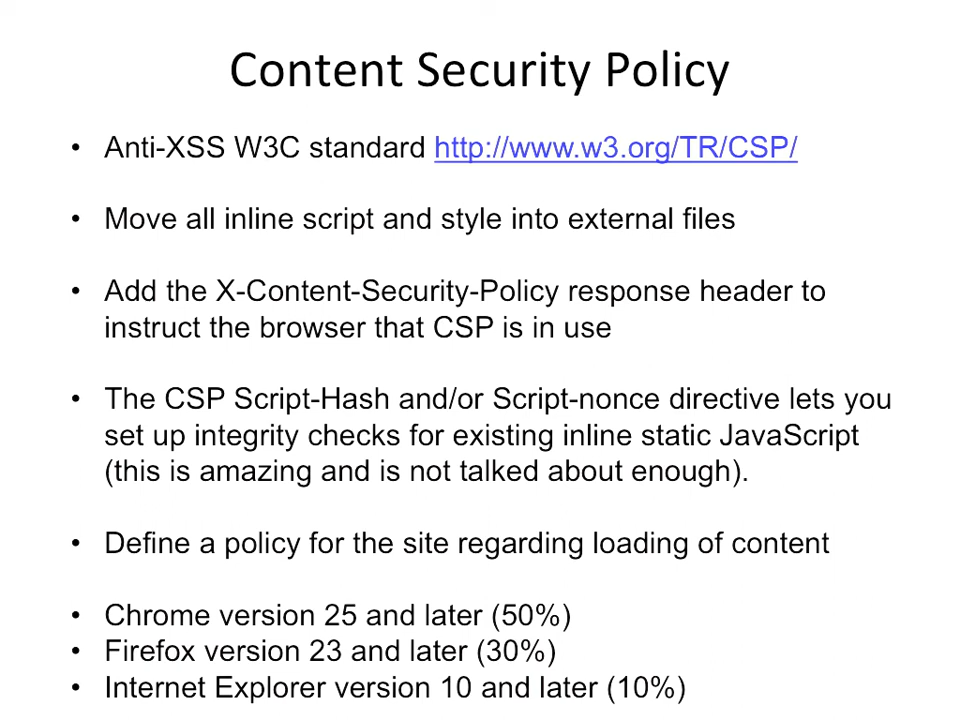 Content Security Policy
• Anti-XSS W3C standard http://www.w3.org/TR/CSP/
• Move all inline script and style into external files
• Add the X-Content-Security-Policy response header to
instruct the browser that CSP is in use
• The CSP Script-Hash and/or Script-nonce directive lets you
set up integrity checks for existing inline static JavaScript
(this is amazing and is not talked about enough).
• Define a policy for the site regarding loading of content
• Chrome version 25 and later (50%)
• Firefox version 23 and later (30%)
• Internet Explorer version 10 and later (10%)